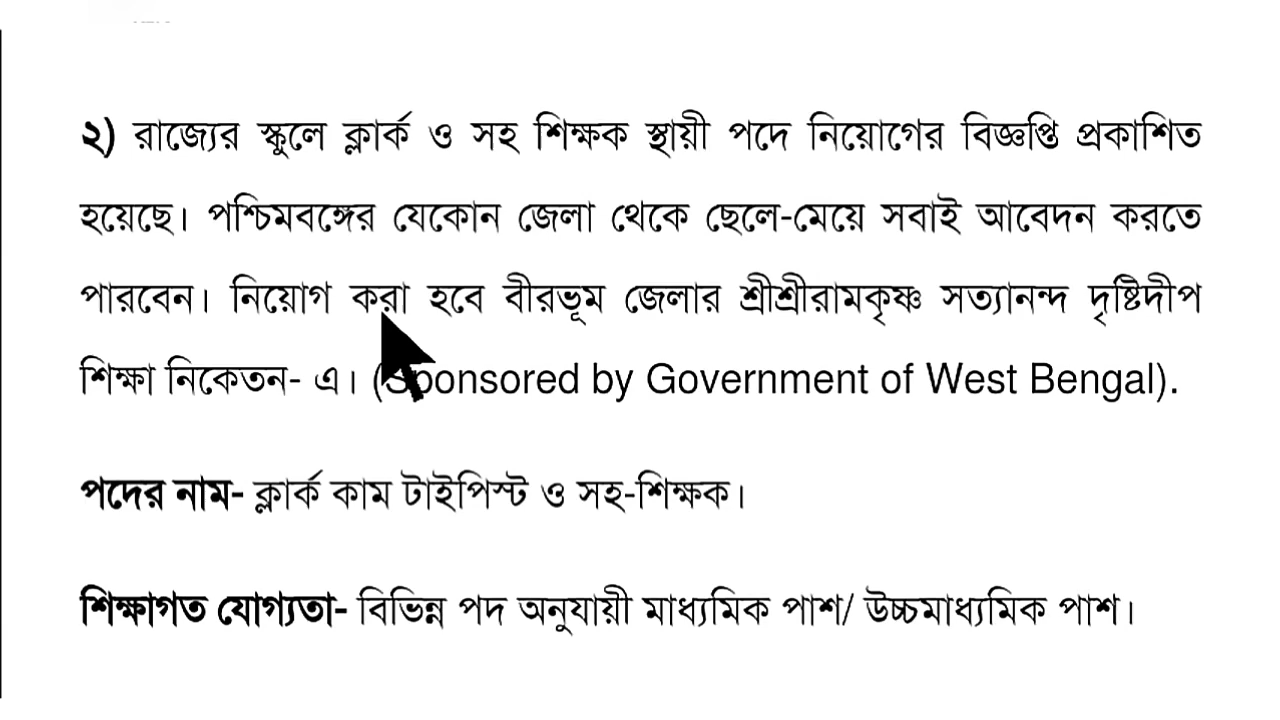 ২) রাজ্যের স্কুলে ক্লার্ক ও সহ শিক্ষক স্থায়ী পদে নিয়োগের বিজ্ঞপ্তি প্রকাশিত
হয়েছে। পশ্চিমবঙ্গের যেকোন জেলা থেকে ছেলে-মেয়ে সবাই আবেদন করতে
পারবেন। নিয়োগ করা হবে বীরভূম জেলার শ্রীশ্রীরামকৃষ্ণ সত্যানন্দ দৃষ্টিদীপ
শিক্ষা নিকেতন- এ। (Sponsored by Government of West Bengal).
পদের নাম- ক্লার্ক কাম টাইপিস্ট ও সহ-শিক্ষক।
শিক্ষাগত যোগ্যতা- বিভিন্ন পদ অনুযায়ী মাধ্যমিক পাশ/ উচ্চমাধ্যমিক পাশ।